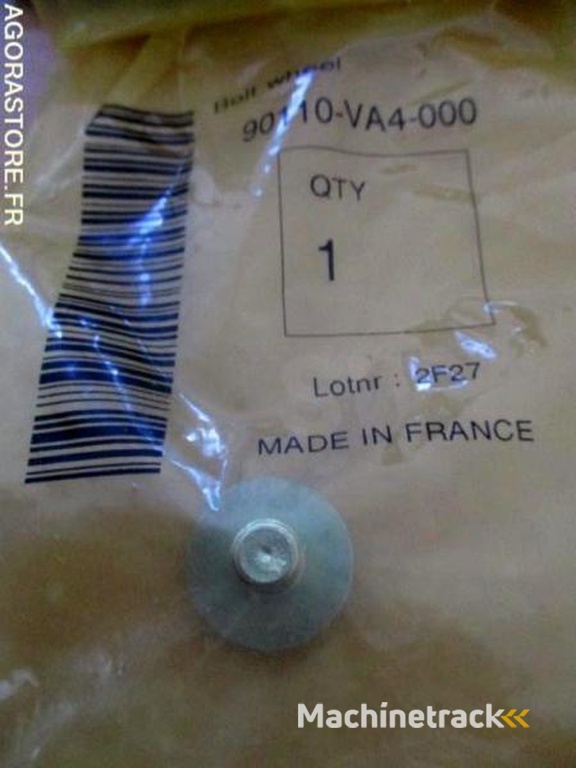 AGORASTORE.FR
Bolt wheel
90110-VA4-000
QTY
1
Lotnr : 2F27
MADE IN FRANCE
Machinetrack